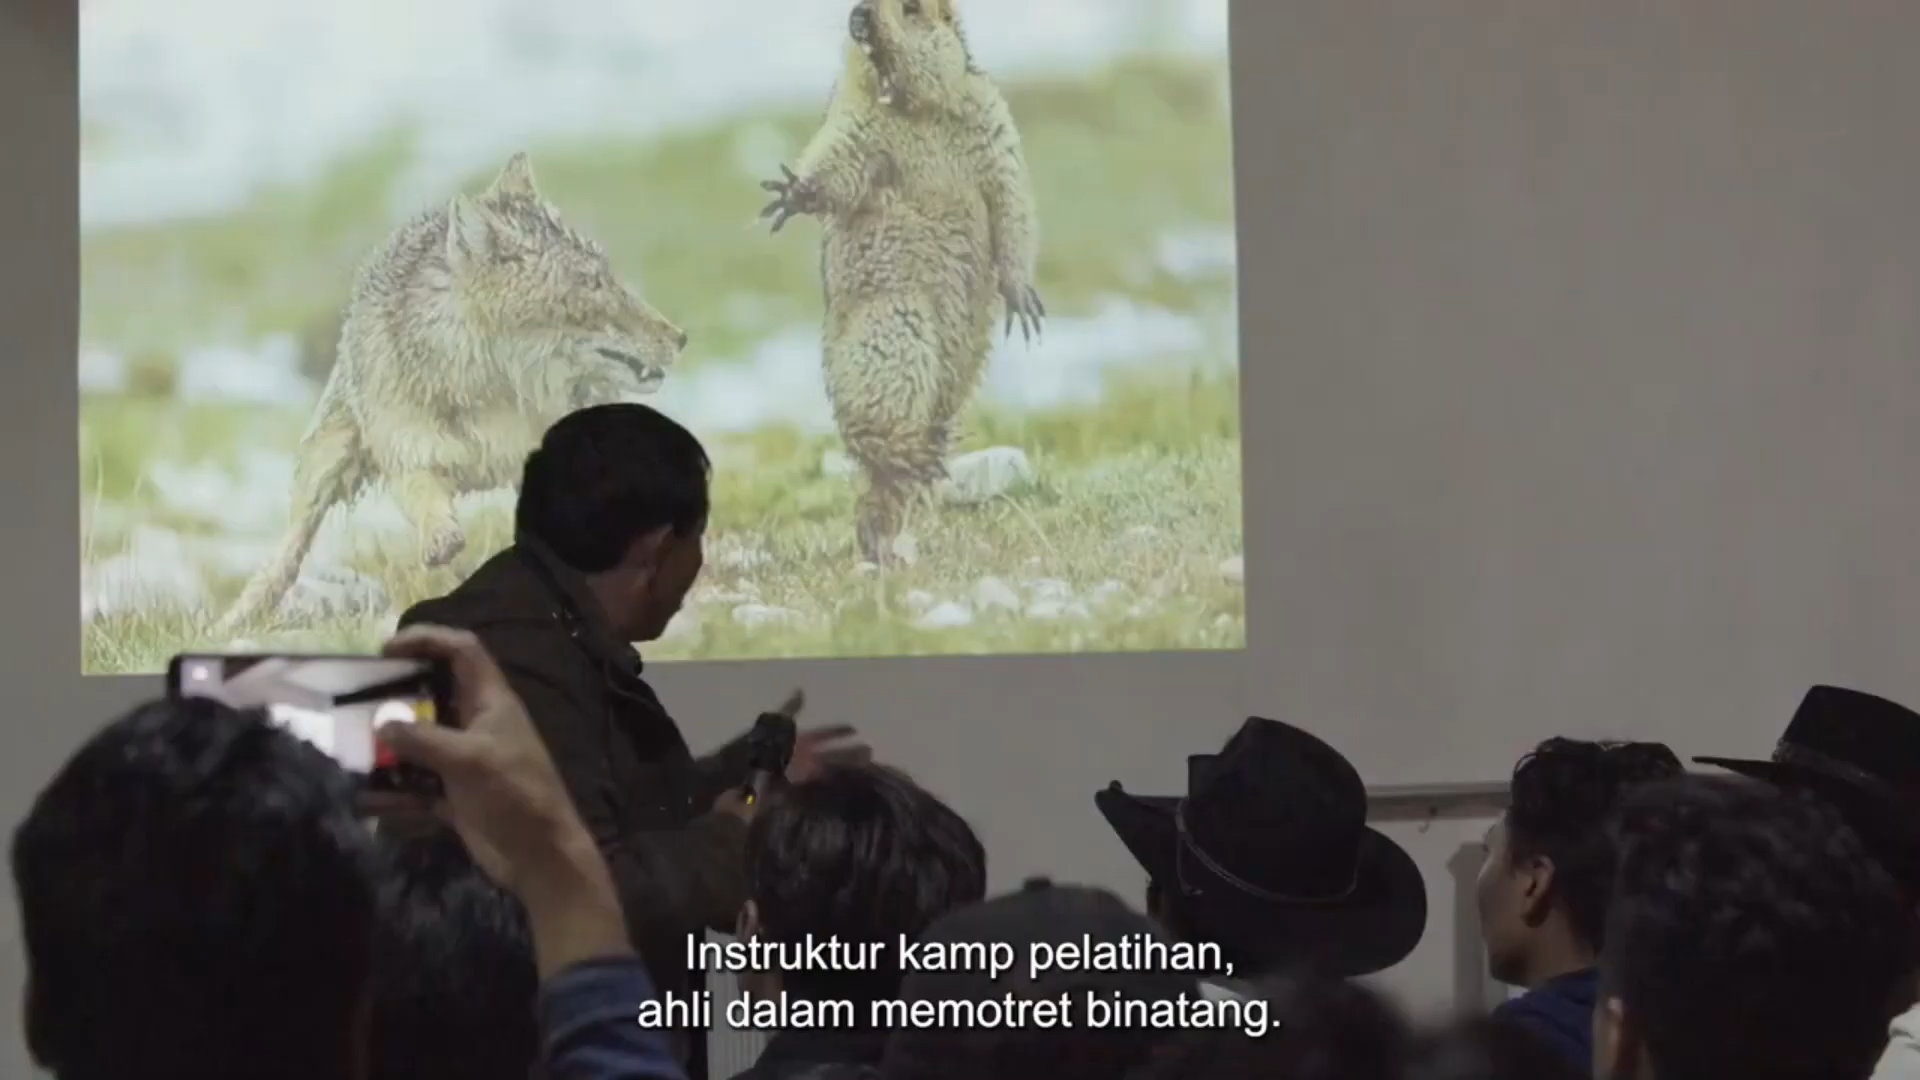 Instruktur kamp pelatihan,
ahli dalam memotret binatang.